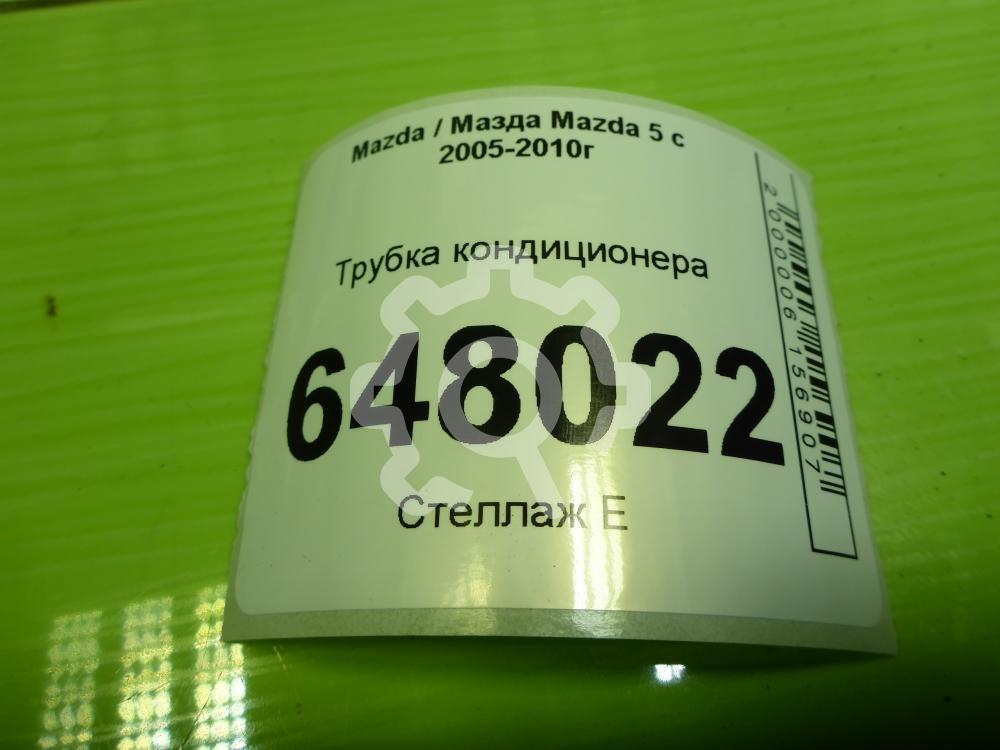 Mazda / Мазда Mazda 5 с
2005-2010г
Трубка кондиционера
648022
Стеллаж Е
2000006156907